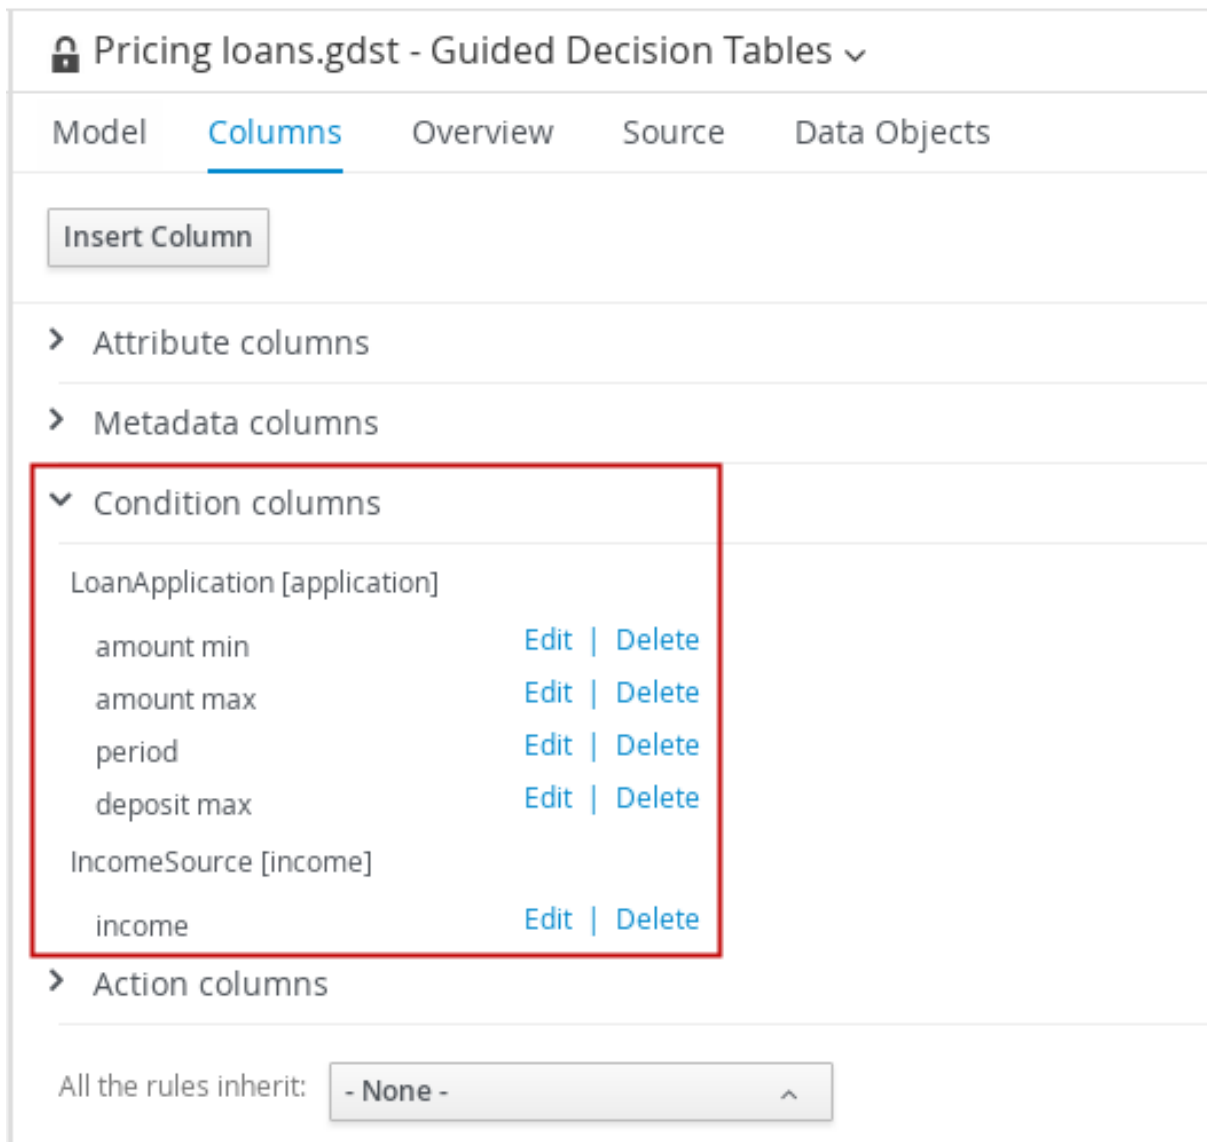 Pricing loans.gdst - Guided Decision Tables
Model Columns Overview Source Data Objects
Insert Column
Attribute columns
Metadata columns
Condition columns
LoanApplication [application]
amount min Edit | Delete
amount max Edit | Delete
period Edit | Delete
deposit max Edit | Delete
IncomeSource [income]
income Edit | Delete
Action columns
All the rules inherit: - None -